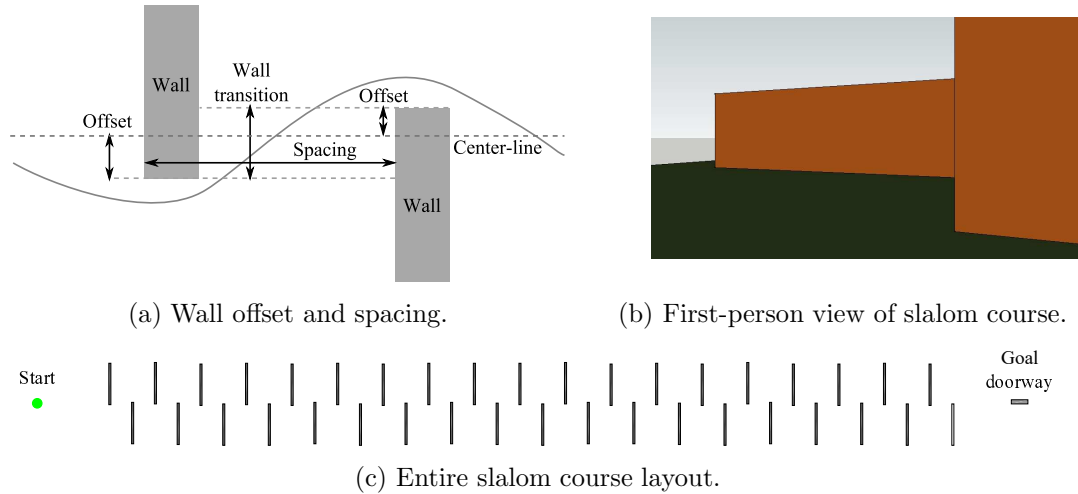 Wall
Wall
transition
Offset
Offset
Spacing
Center-line
Wall
(a) Wall offset and spacing.
(b) First-person view of slalom course.
Start
Goal
doorway
(c) Entire slalom course layout.